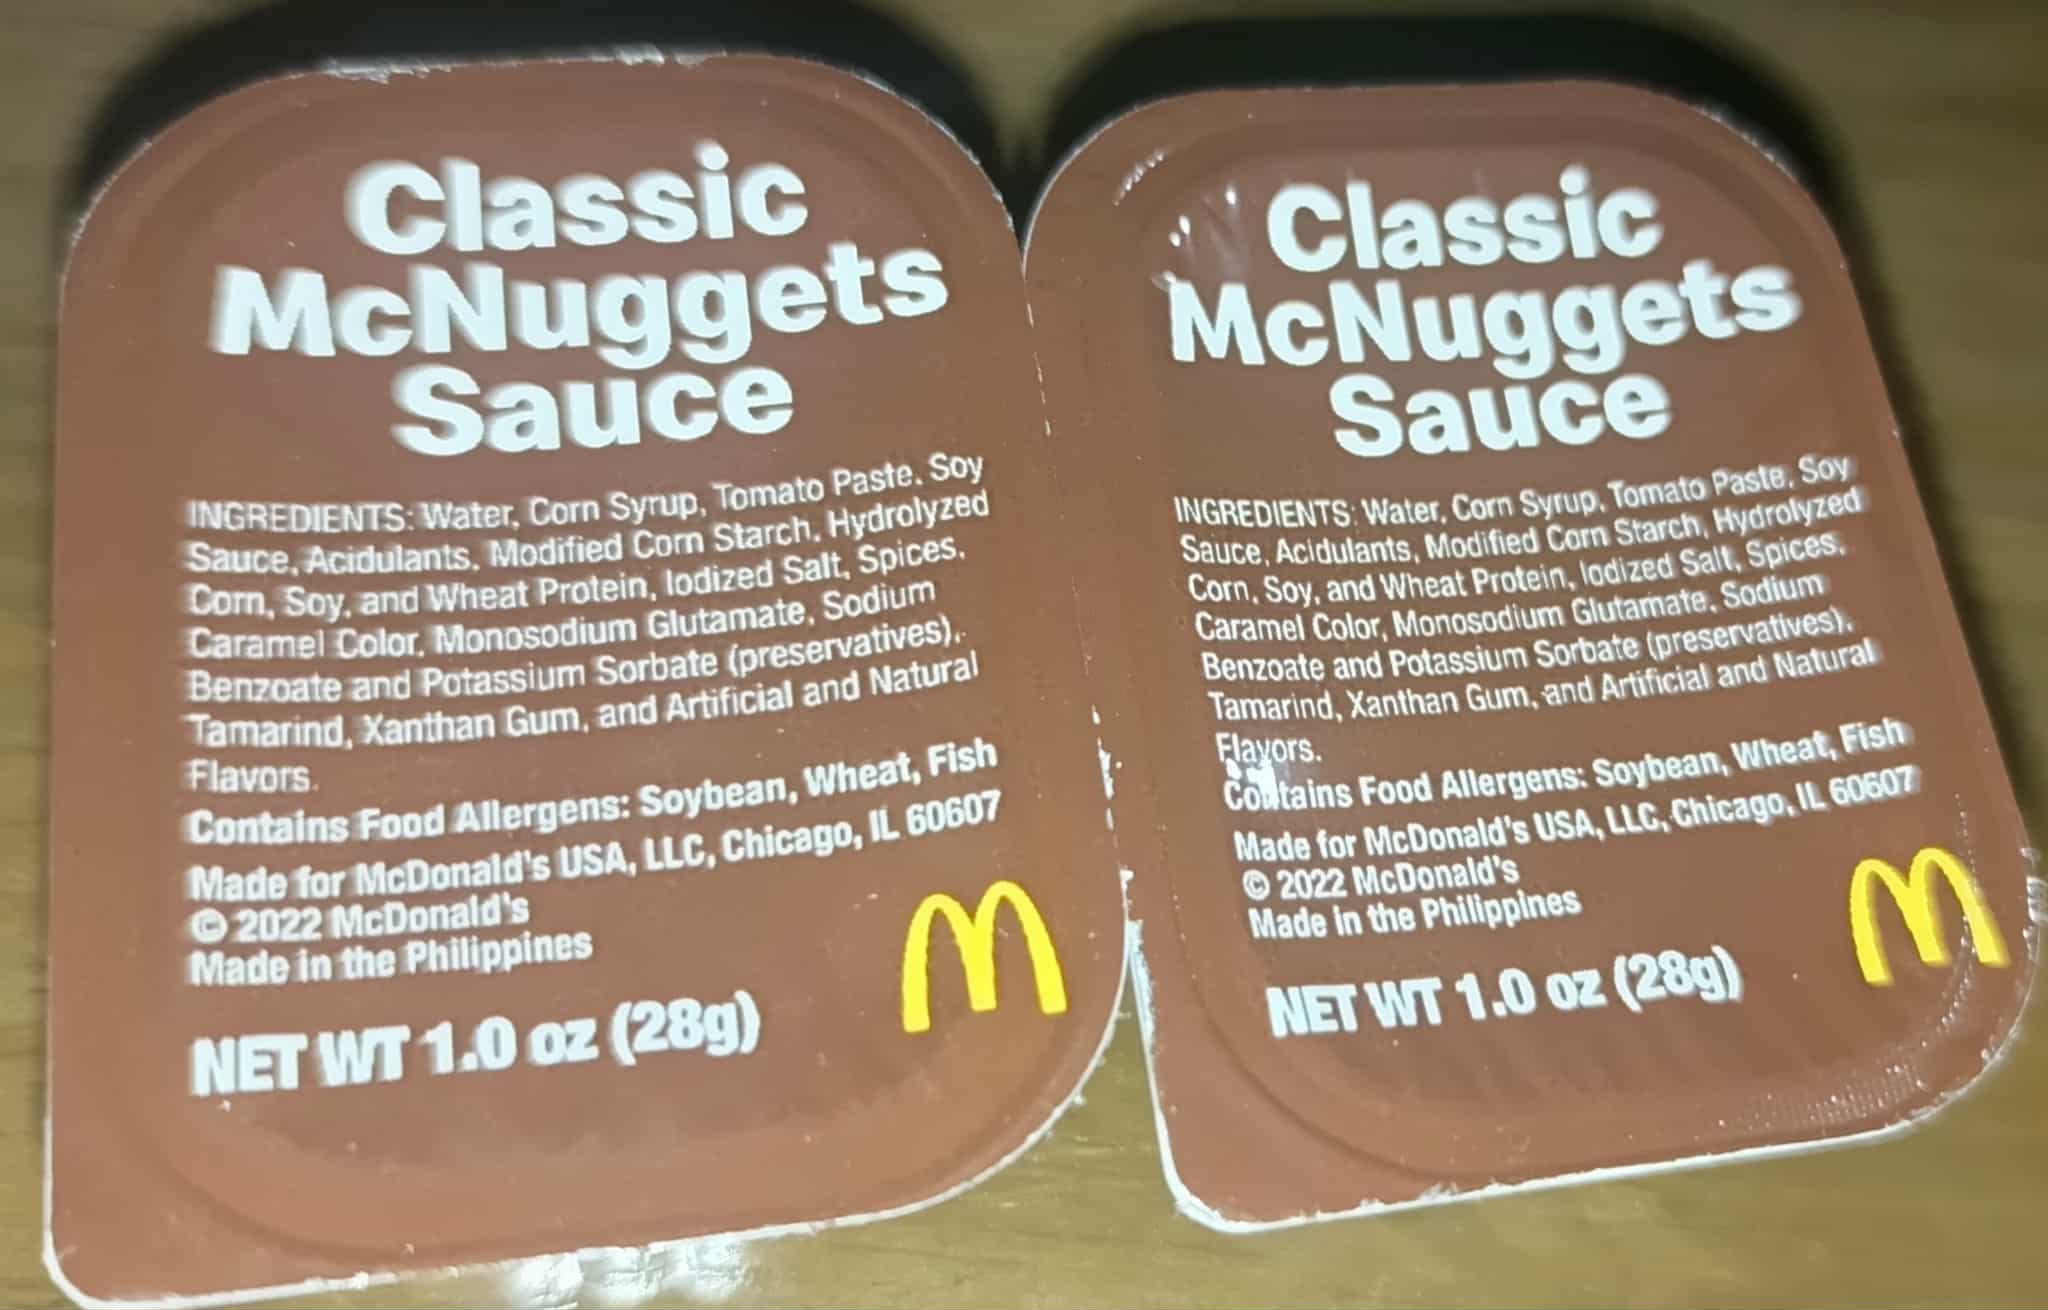 Classic
McNuggets
Sauce
INGREDIENTS: Water, Corn Syrup, Tomato Paste, Soy
Sauce, Acidulants, Modified Corn Starch, Hydrolyzed
Corn, Soy, and Wheat Protein, Iodized Salt, Spices,
Caramel Color, Monosodium Glutamate, Sodium
Benzoate and Potassium Sorbate (preservatives),
Tamarind, Xanthan Gum, and Artificial and Natural
Flavors.
Contains Food Allergens: Soybean, Wheat, Fish
Made for McDonald's USA, LLC, Chicago, IL 60607
© 2022 McDonald's
Made in the Philippines
NET WT 1.0 oz (28g)
M
Classic
McNuggets
Sauce
INGREDIENTS: Water, Corn Syrup, Tomato Paste, Soy
Sauce, Acidulants, Modified Corn Starch, Hydrolyzed
Corn, Soy, and Wheat Protein, Iodized Salt, Spices,
Caramel Color, Monosodium Glutamate, Sodium
Benzoate and Potassium Sorbate (preservatives),
Tamarind, Xanthan Gum, and Artificial and Natural
Flavors.
Contains Food Allergens: Soybean, Wheat, Fish
Made for McDonald's USA, LLC, Chicago, IL 60607
© 2022 McDonald's
Made in the Philippines
NET WT 1.0 oz (28g)
M